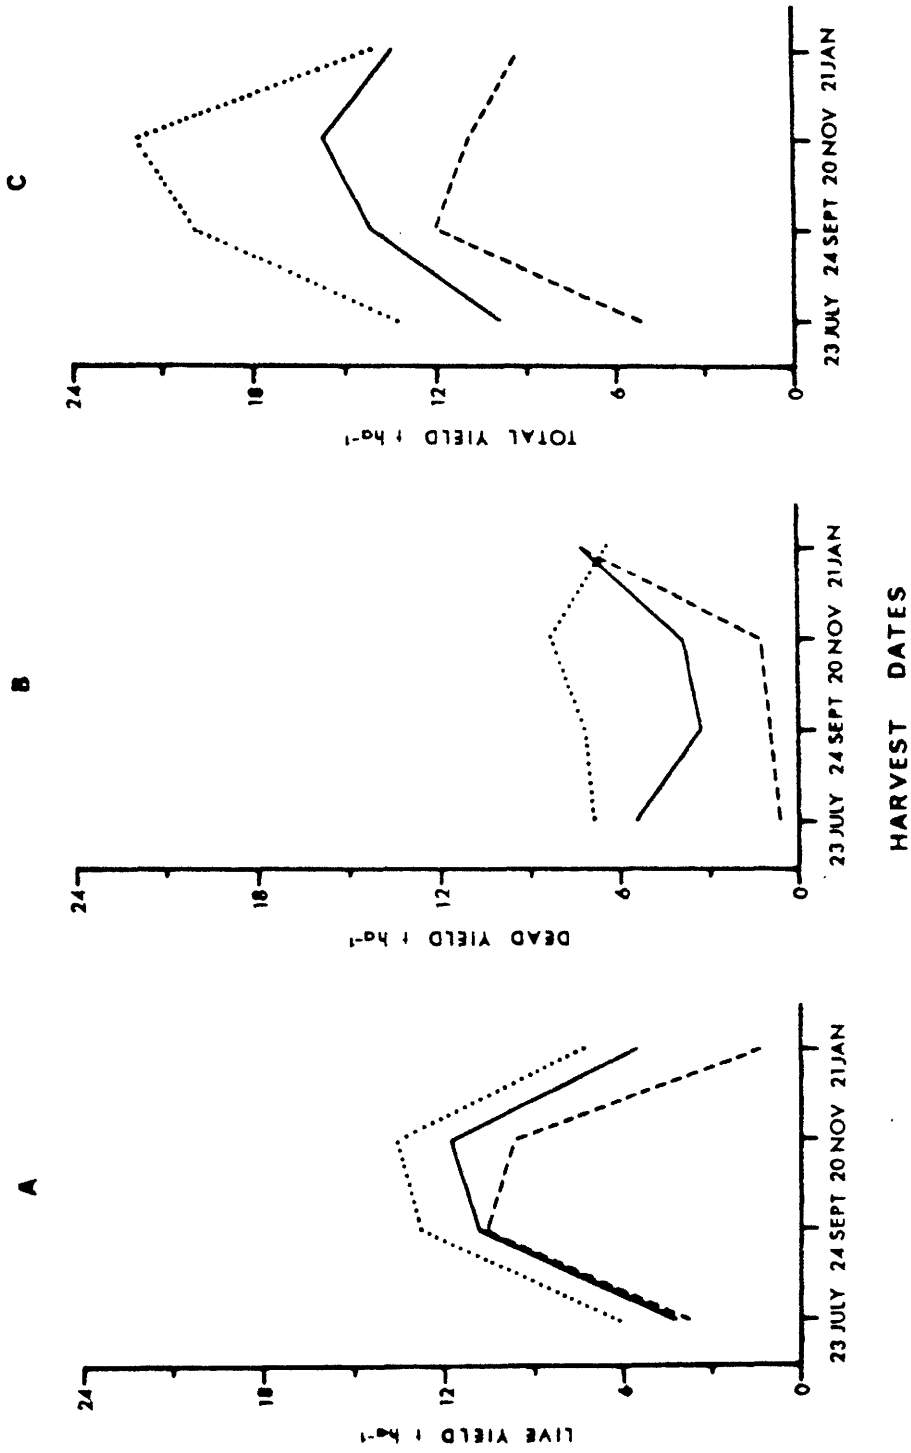 A
LIVE YIELD t ha⁻¹
24
18
12
6
0
23 JULY 24 SEPT 20 NOV 21 JAN
B
DEAD YIELD t ha⁻¹
24
18
12
6
0
23 JULY 24 SEPT 20 NOV 21 JAN
C
TOTAL YIELD t ha⁻¹
24
18
12
6
0
23 JULY 24 SEPT 20 NOV 21 JAN
HARVEST DATES